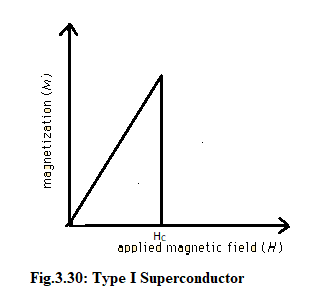 magnetization (M)
Hc
applied magnetic field (H)
Fig.3.30: Type I Superconductor